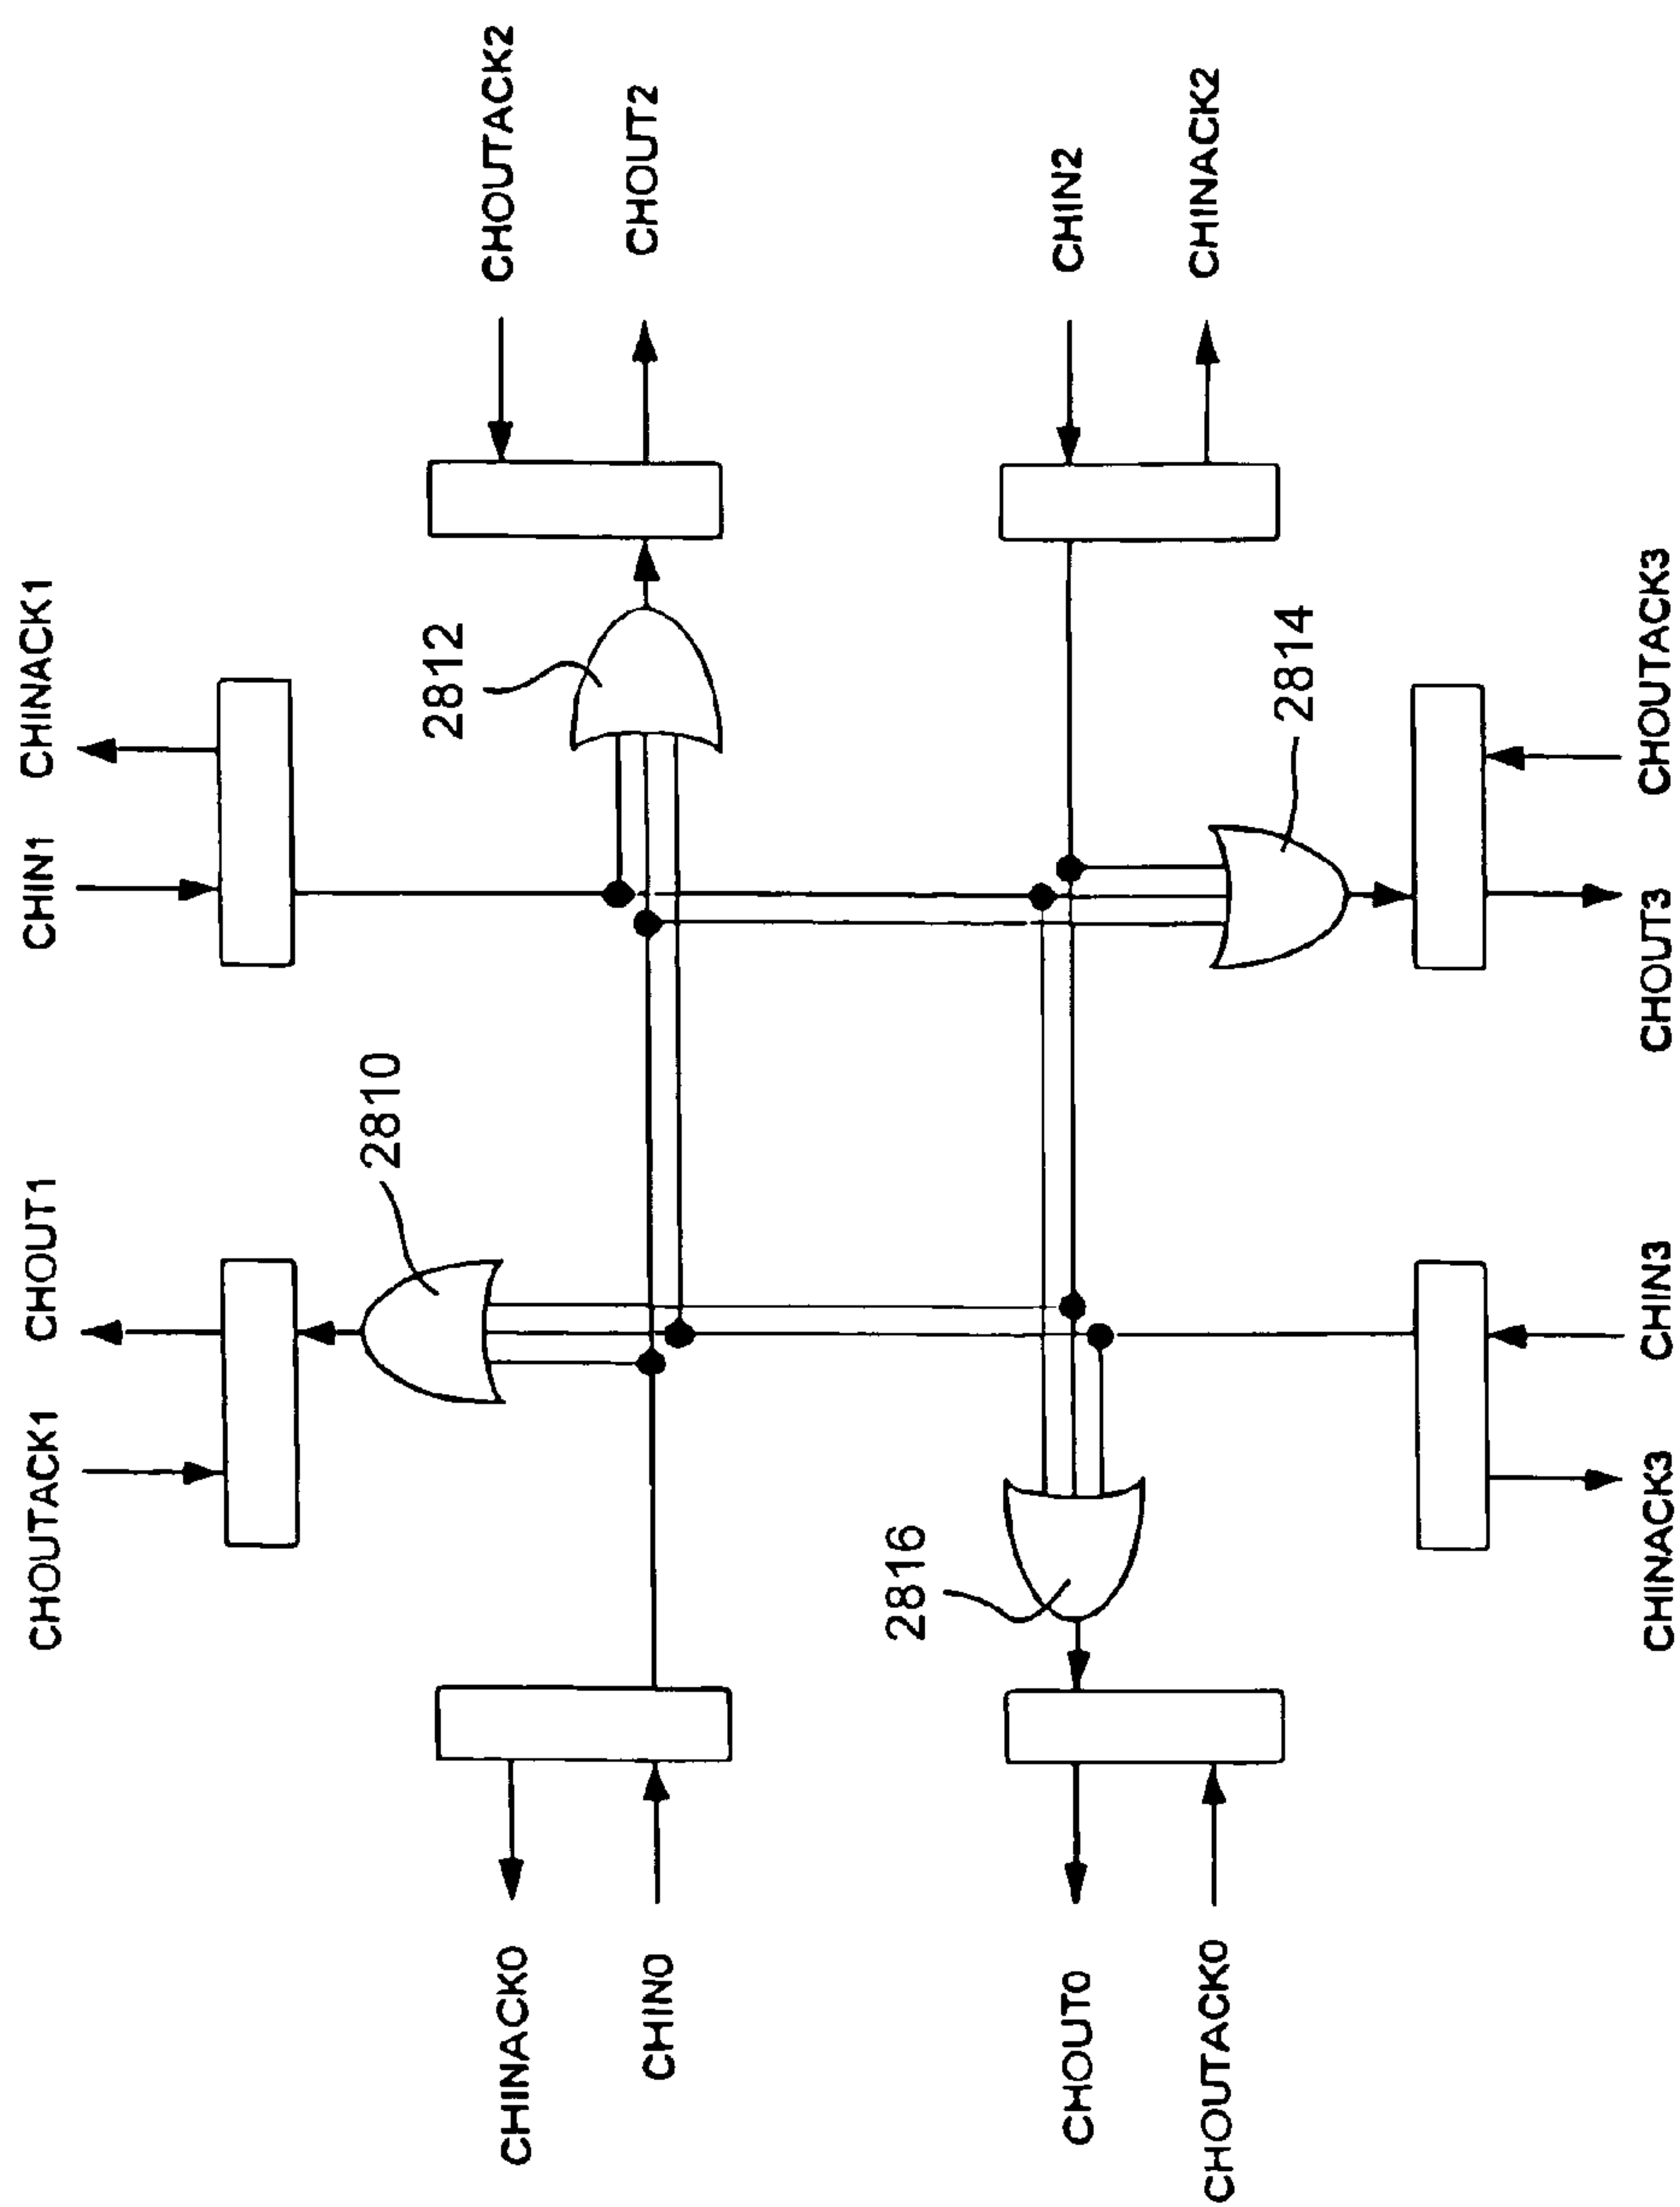 CHOUTACK2
CHOUT2
CHIN2
CHINACK2
CHINACK1
CHIN1
2812
2814
CHOUTACK3
CHOUT3
CHOUT1
CHOUTACK1
2810
2816
CHIN3
CHINACK3
CHINACK0
CHIN0
CHOUT0
CHOUTACK0